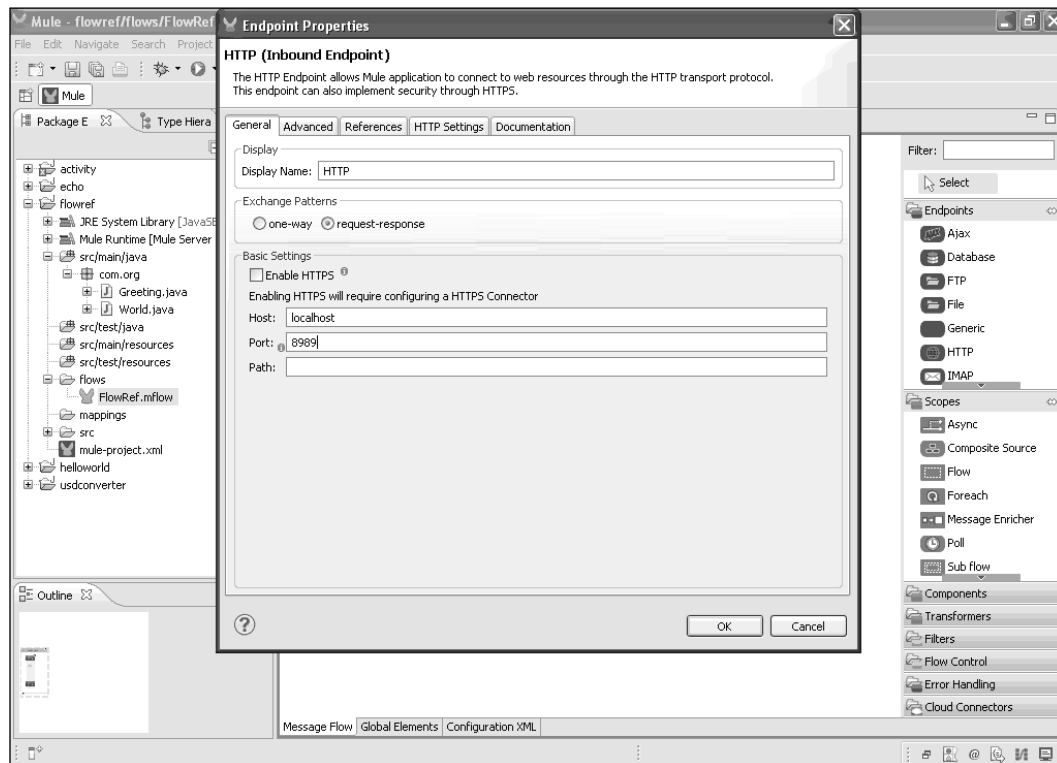 Mule - flowref/flows/FlowRef
File Edit Navigate Search Project
Mule
Package E
Type Hiera
activity
echo
flowref
JRE System Library [JavaSE
Mule Runtime [Mule Server
src/main/java
com.org
Greeting.java
World.java
src/test/java
src/main/resources
src/test/resources
flows
FlowRef.mflow
mappings
src
mule-project.xml
helloworld
usdconverter
Outline
Endpoint Properties
HTTP (Inbound Endpoint)
The HTTP Endpoint allows Mule application to connect to web resources through the HTTP transport protocol.
This endpoint can also implement security through HTTPS.
General Advanced References HTTP Settings Documentation
Display
Display Name: HTTP
Exchange Patterns
one-way request-response
Basic Settings
Enable HTTPS
Enabling HTTPS will require configuring a HTTPS Connector
Host: localhost
Port: 8989
Path:
OK Cancel
Message Flow Global Elements Configuration XML
Filter:
Select
Endpoints
Ajax
Database
FTP
File
Generic
HTTP
IMAP
Scopes
Async
Composite Source
Flow
Foreach
Message Enricher
Poll
Sub flow
Components
Transformers
Filters
Flow Control
Error Handling
Cloud Connectors